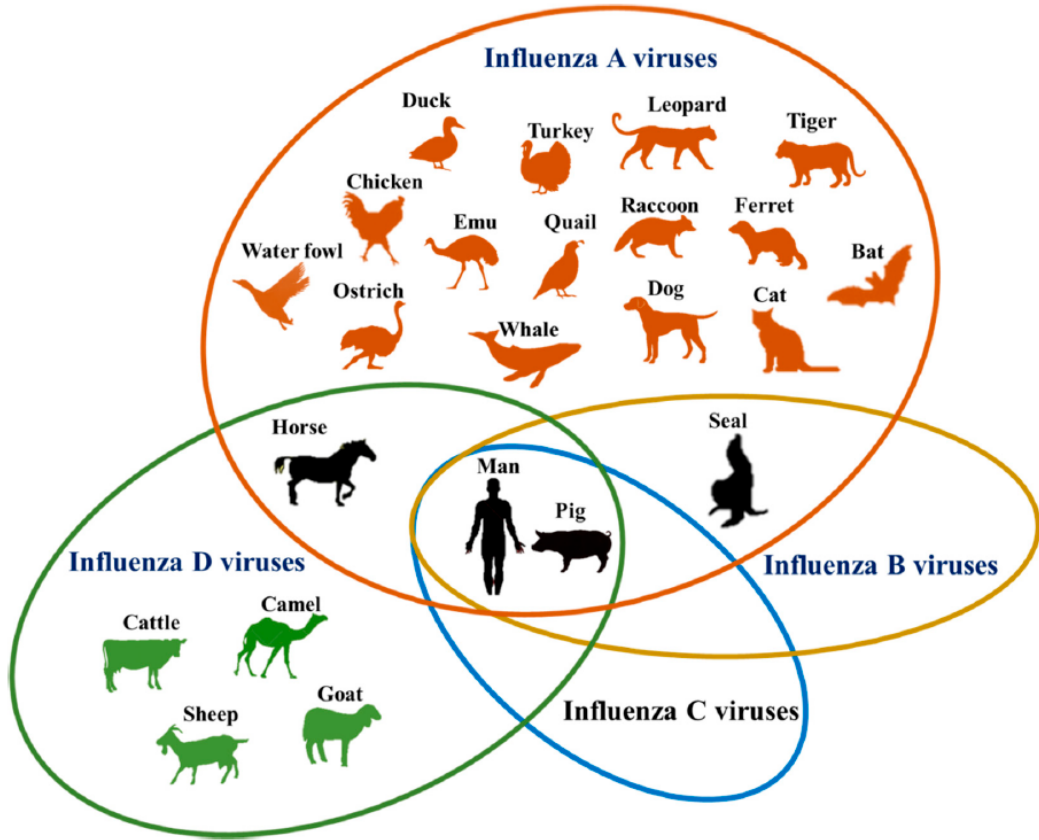 Influenza A viruses
Duck
Leopard
Turkey
Tiger
Chicken
Emu
Quail
Raccoon
Ferret
Water fowl
Bat
Ostrich
Dog
Cat
Whale
Horse
Seal
Man
Pig
Influenza D viruses
Influenza B viruses
Camel
Cattle
Goat
Sheep
Influenza C viruses